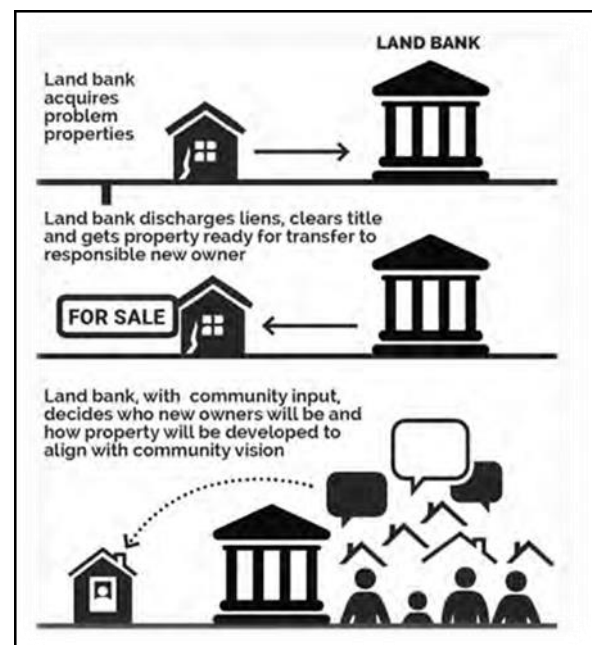 LAND BANK
Land bank
acquires
problem
properties
Land bank discharges liens, clears title
and gets property ready for transfer to
responsible new owner
FOR SALE
Land bank, with community input,
decides who new owners will be and
how property will be developed to
align with community vision